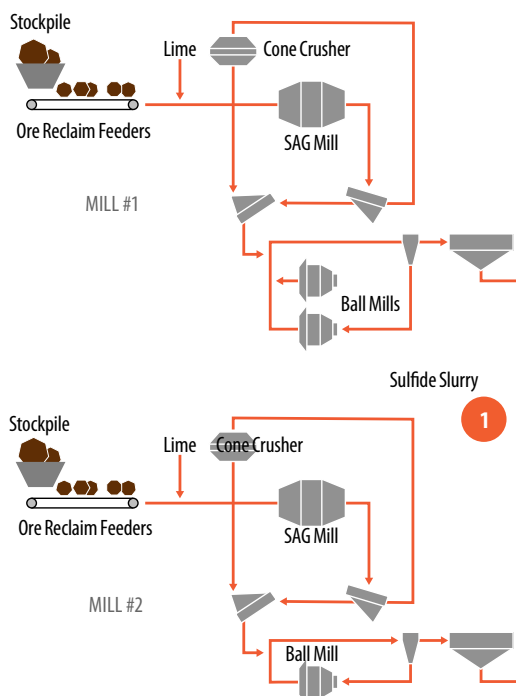 Stockpile
Lime
Cone Crusher
Ore Reclaim Feeders
SAG Mill
MILL #1
Ball Mills
Sulfide Slurry
1
Stockpile
Lime
Cone Crusher
Ore Reclaim Feeders
SAG Mill
MILL #2
Ball Mill